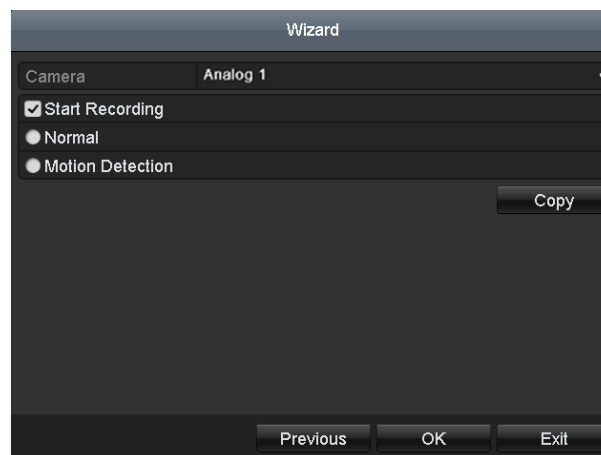 Wizard
Camera Analog 1
Start Recording
Normal
Motion Detection
Copy
Previous OK Exit